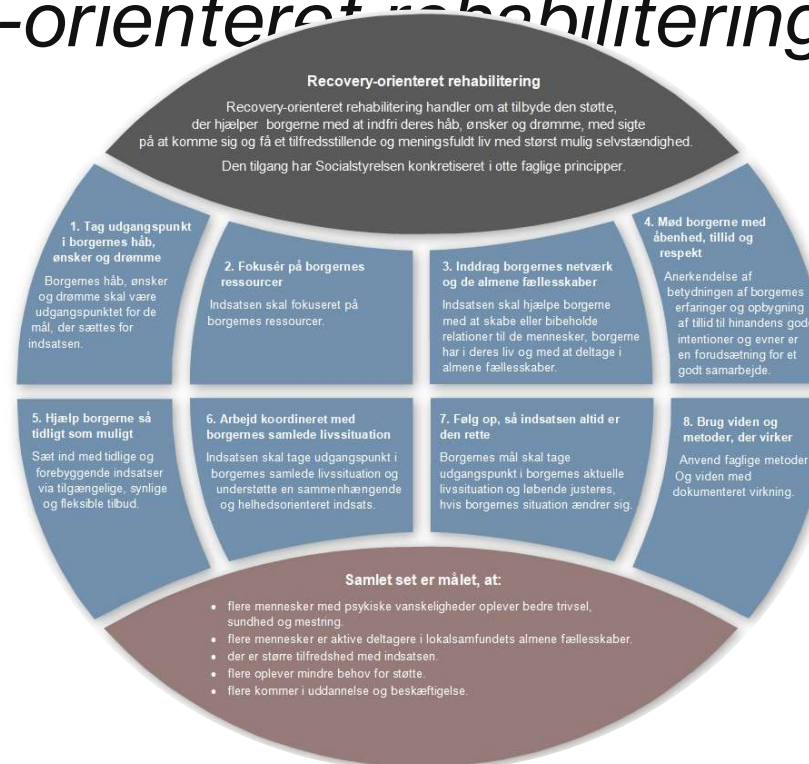 -orienteret rehabilitering
Recovery-orienteret rehabilitering
Recovery-orienteret rehabilitering handler om at tilbyde den støtte,
der hjælper borgerne med at indfri deres håb, ønsker og drømme, med sigte
på at komme sig og få et tilfredsstillende og meningsfuldt liv med størst mulig selvstændighed.
Den tilgang har Socialstyrelsen konkretiseret i otte faglige principper.
1. Tag udgangspunkt
i borgernes håb,
ønsker og drømme
Borgernes håb, ønsker
og drømme skal være
udgangspunktet for de
mål, der sættes for
indsatsen.
2. Fokusér på borgernes
ressourcer
Indsatsen skal fokuseret på
borgernes ressourcer.
3. Inddrag borgernes netværk
og de almene fællesskaber
Indsatsen skal hjælpe borgerne
med at skabe eller bibeholde
relationer til de mennesker, borgerne
har i deres liv og med at deltage i
almene fællesskaber.
4. Mød borgerne med
åbenhed, tillid og
respekt
Anerkendelse af
betydningen af borgernes
erfaringer og opbygning
af tillid til hinandens gode
intentioner og evner er
en forudsætning for et
godt samarbejde.
5. Hjælp borgerne så
tidligt som muligt
Sæt ind med tidlige og
forebyggende indsatser
via tilgængelige, synlige
og fleksible tilbud.
6. Arbejd koordineret med
borgernes samlede livssituation
Indsatsen skal tage udgangspunkt i
borgernes samlede livssituation og
understøtte en sammenhængende
og helhedsorienteret indsats.
7. Følg op, så indsatsen altid er
den rette
Borgernes mål skal tage
udgangspunkt i borgernes aktuelle
livssituation og løbende justeres,
hvis borgernes situation ændrer sig.
8. Brug viden og
metoder, der virker
Anvend faglige metoder
Og viden med
dokumenteret virkning.
Samlet set er målet, at:
• flere mennesker med psykiske vanskeligheder oplever bedre trivsel,
sundhed og mestring.
• flere mennesker er aktive deltagere i lokalsamfundets almene fællesskaber.
• der er større tilfredshed med indsatsen.
• flere oplever mindre behov for støtte.
• flere kommer i uddannelse og beskæftigelse.